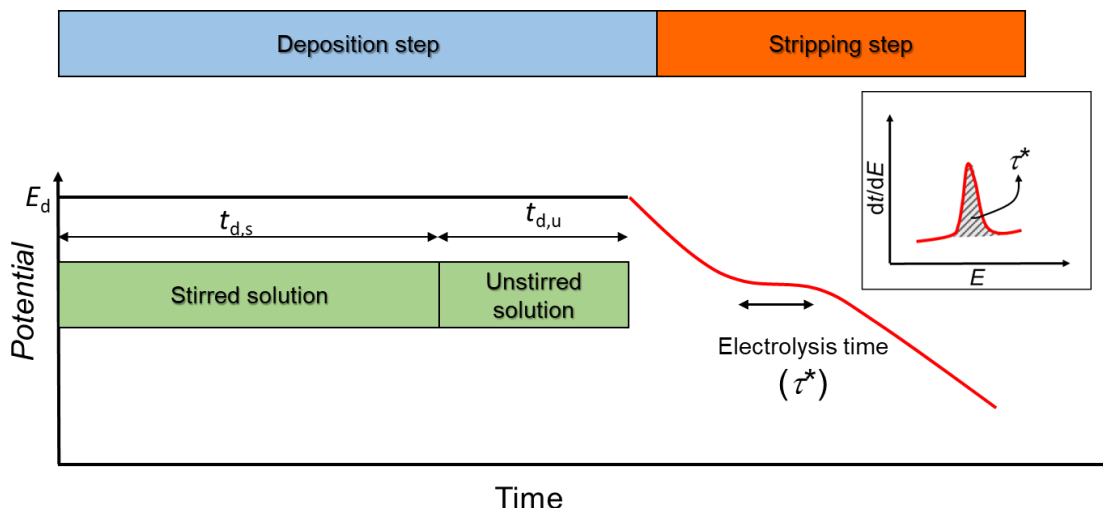 Deposition step
Stripping step
τ*
dt/dE
E
E_d
t_d,s
t_d,u
Stirred solution
Unstirred
solution
Potential
Electrolysis time
(τ*)
Time